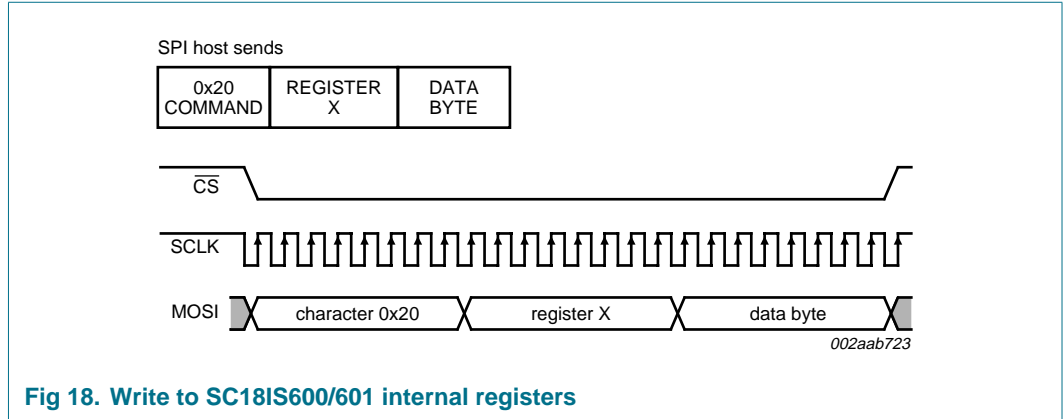 SPI host sends
0x20 COMMAND
REGISTER X
DATA BYTE
CS
SCLK
MOSI
character 0x20
register X
data byte
002aab723
Fig 18. Write to SC18IS600/601 internal registers